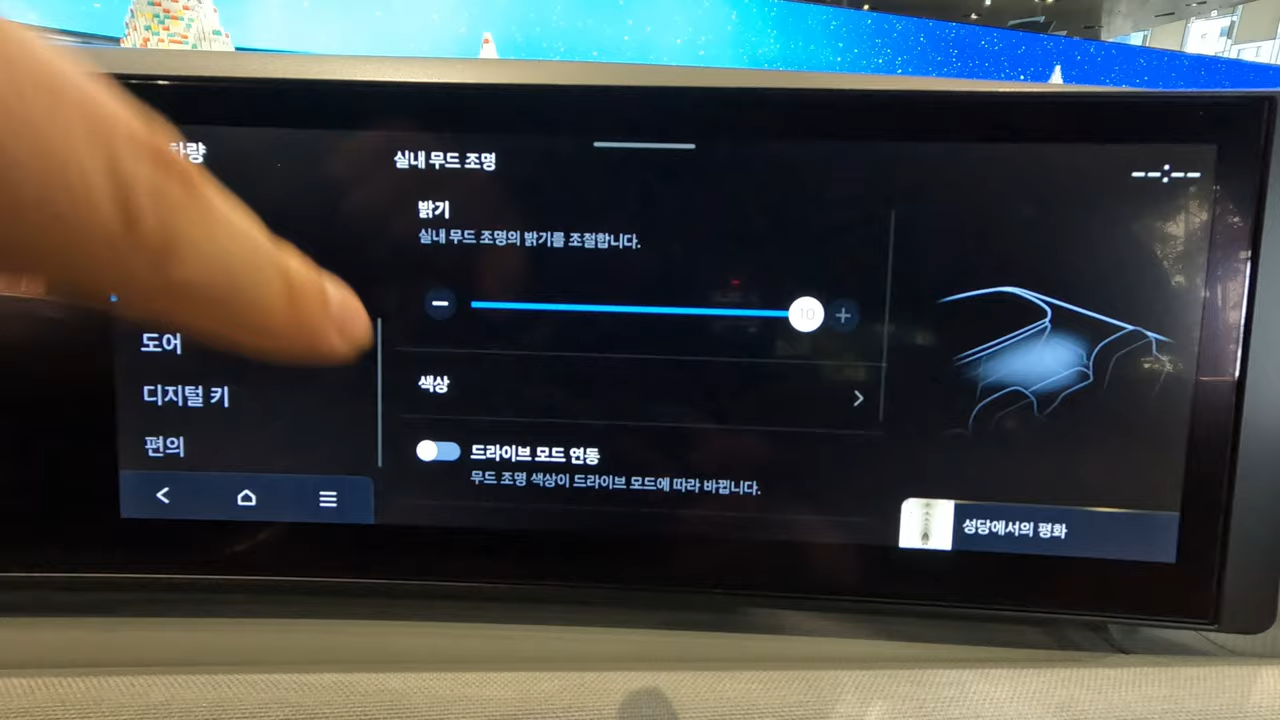 차량
실내 무드 조명
--:--
밝기
실내 무드 조명의 밝기를 조절합니다.
10
도어
색상
디지털 키
편의
드라이브 모드 연동
무드 조명 색상이 드라이브 모드에 따라 바뀝니다.
성당에서의 평화